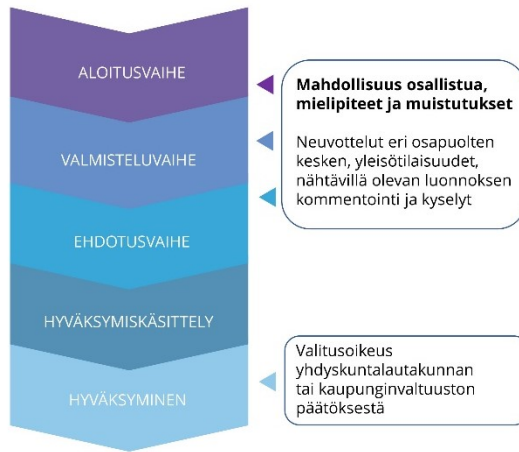 ALOITUSVAIHE
VALMISTELUVAIHE
EHDOTUSVAIHE
HYVÄKSYMISKÄSITTELY
HYVÄKSYMINEN
Mahdollisuus osallistua,
mielipiteet ja muistutukset
Neuvottelut eri osapuolten
kesken, yleisötilaisuudet,
nähtävillä olevan luonnoksen
kommentointi ja kyselyt
Valitusoikeus
yhdyskuntalautakunnan
tai kaupunginvaltuuston
päätöksestä